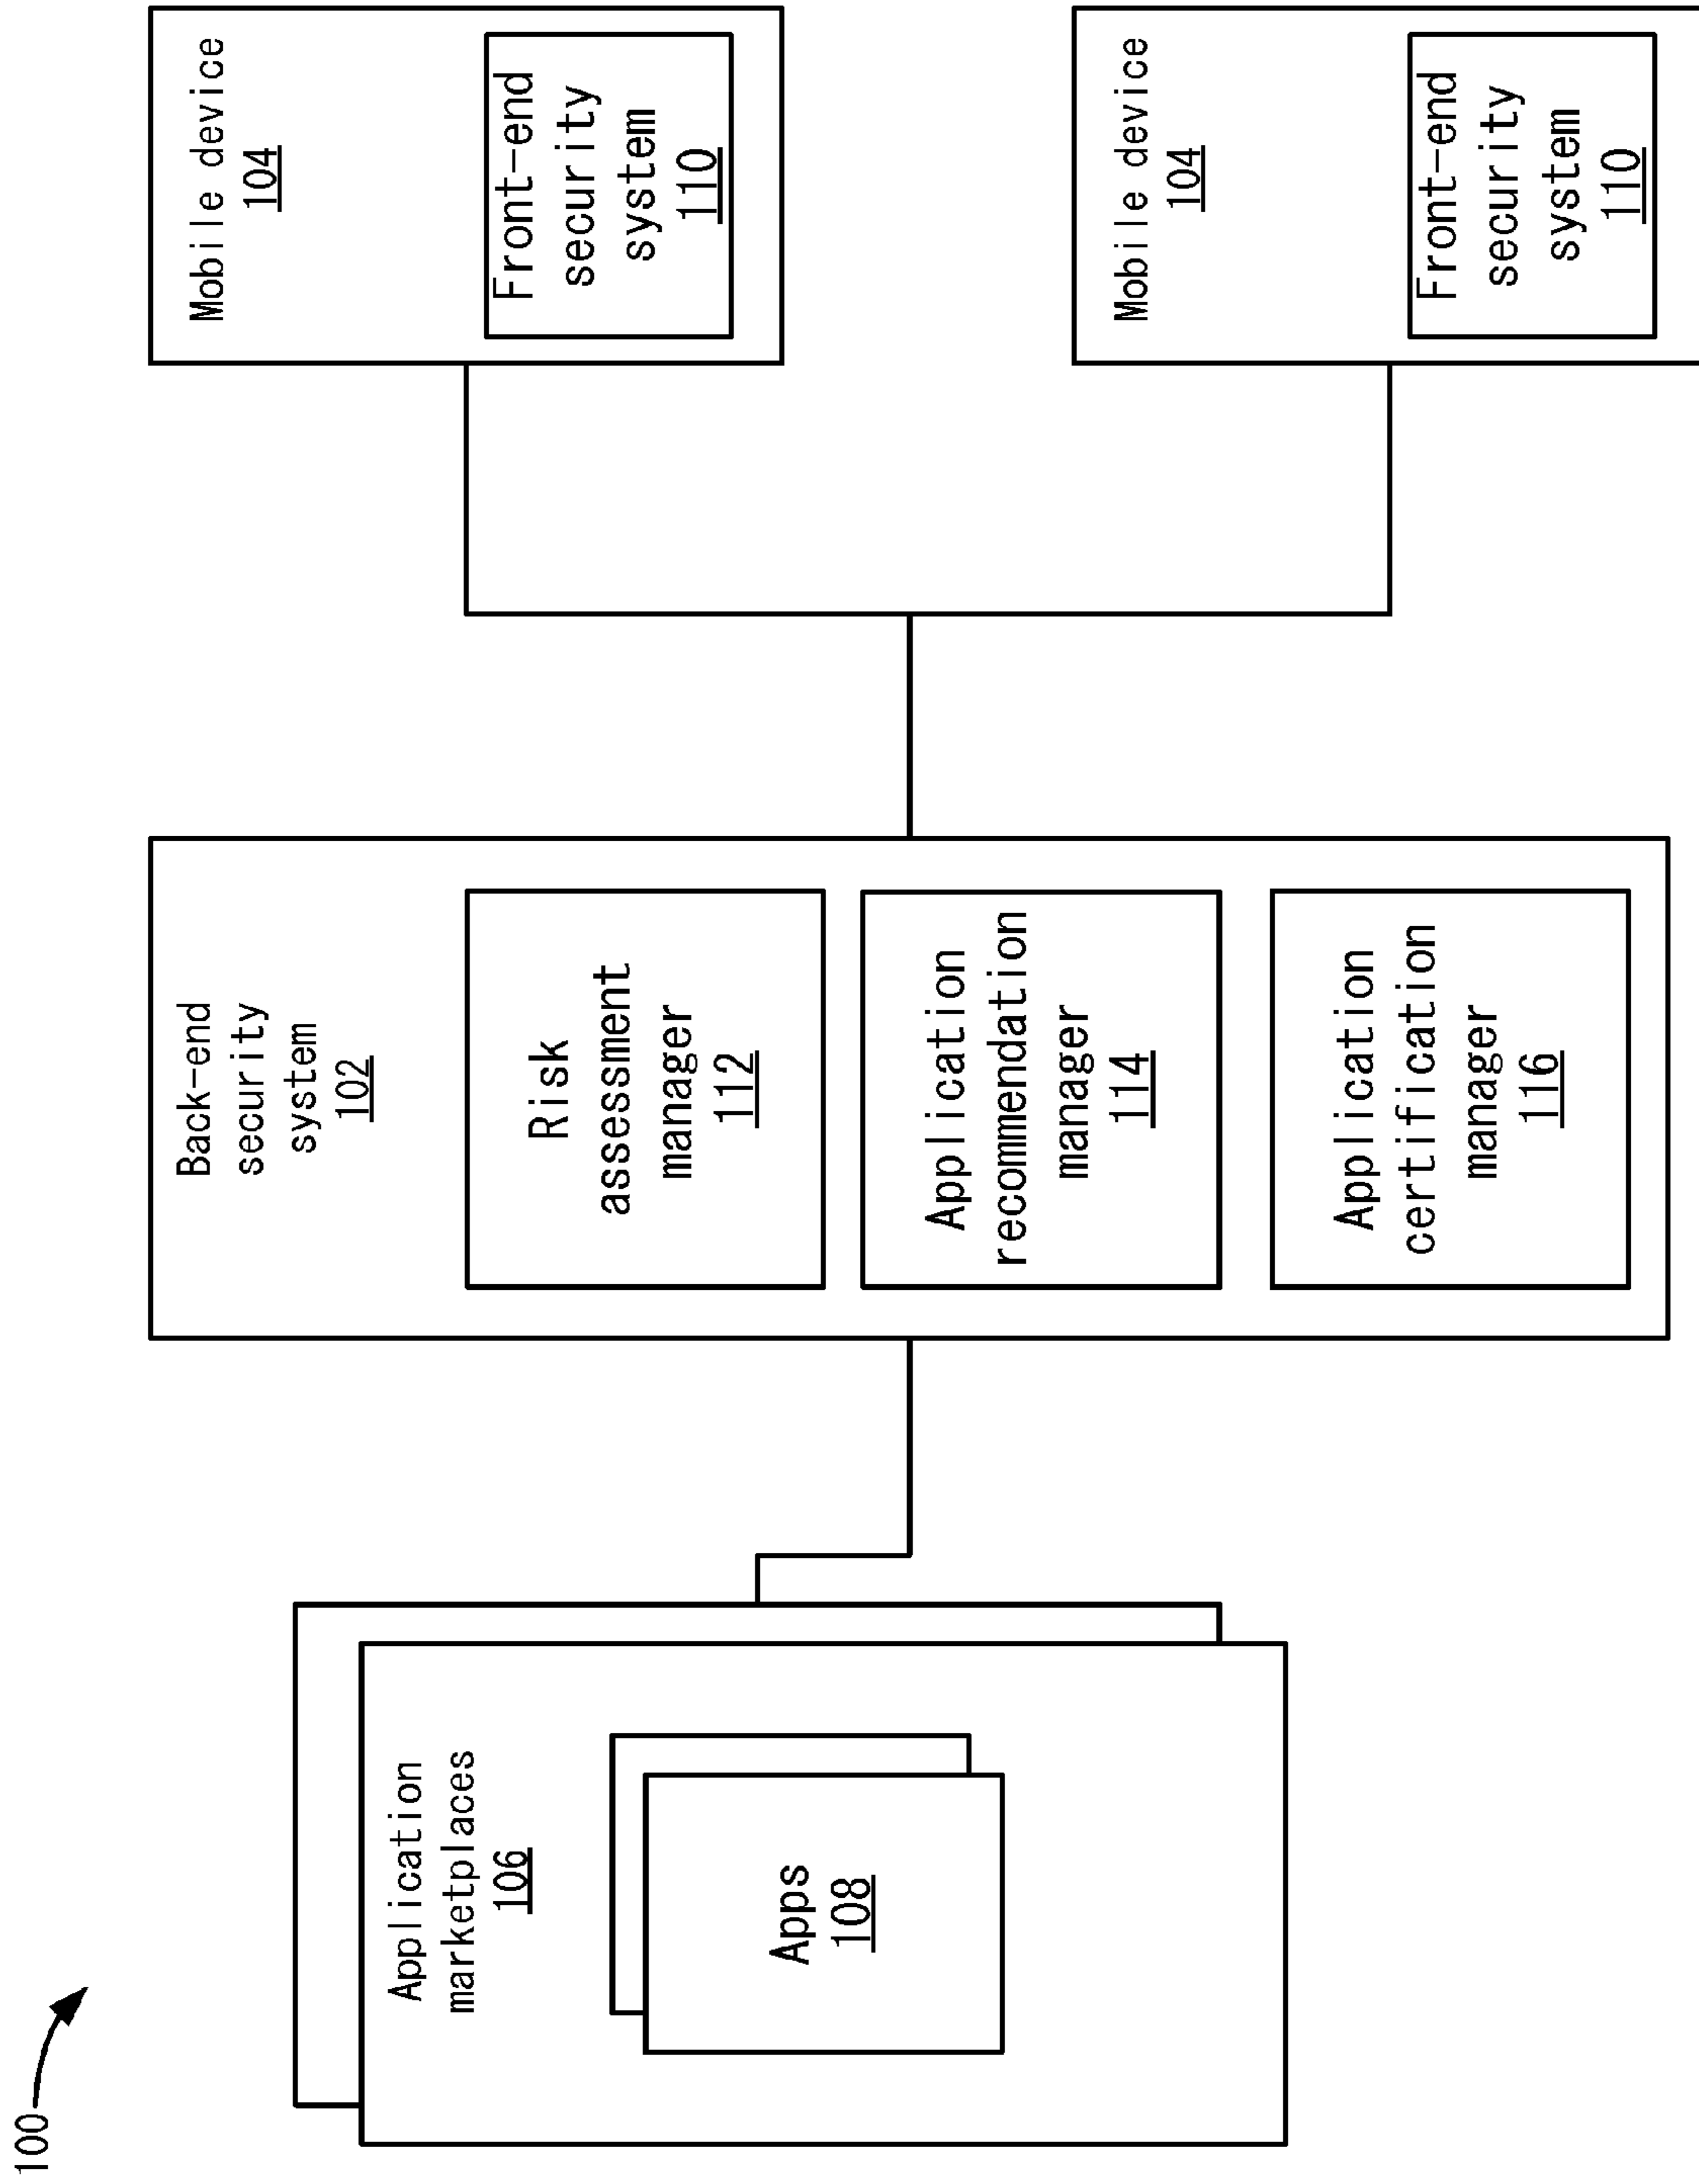 100
Application
marketplaces
106
Apps
108
Back-end
security
system
102
Risk
assessment
manager
112
Application
recommendation
manager
114
Application
certification
manager
116
Mobile device
104
Front-end
security
system
110
Mobile device
104
Front-end
security
system
110